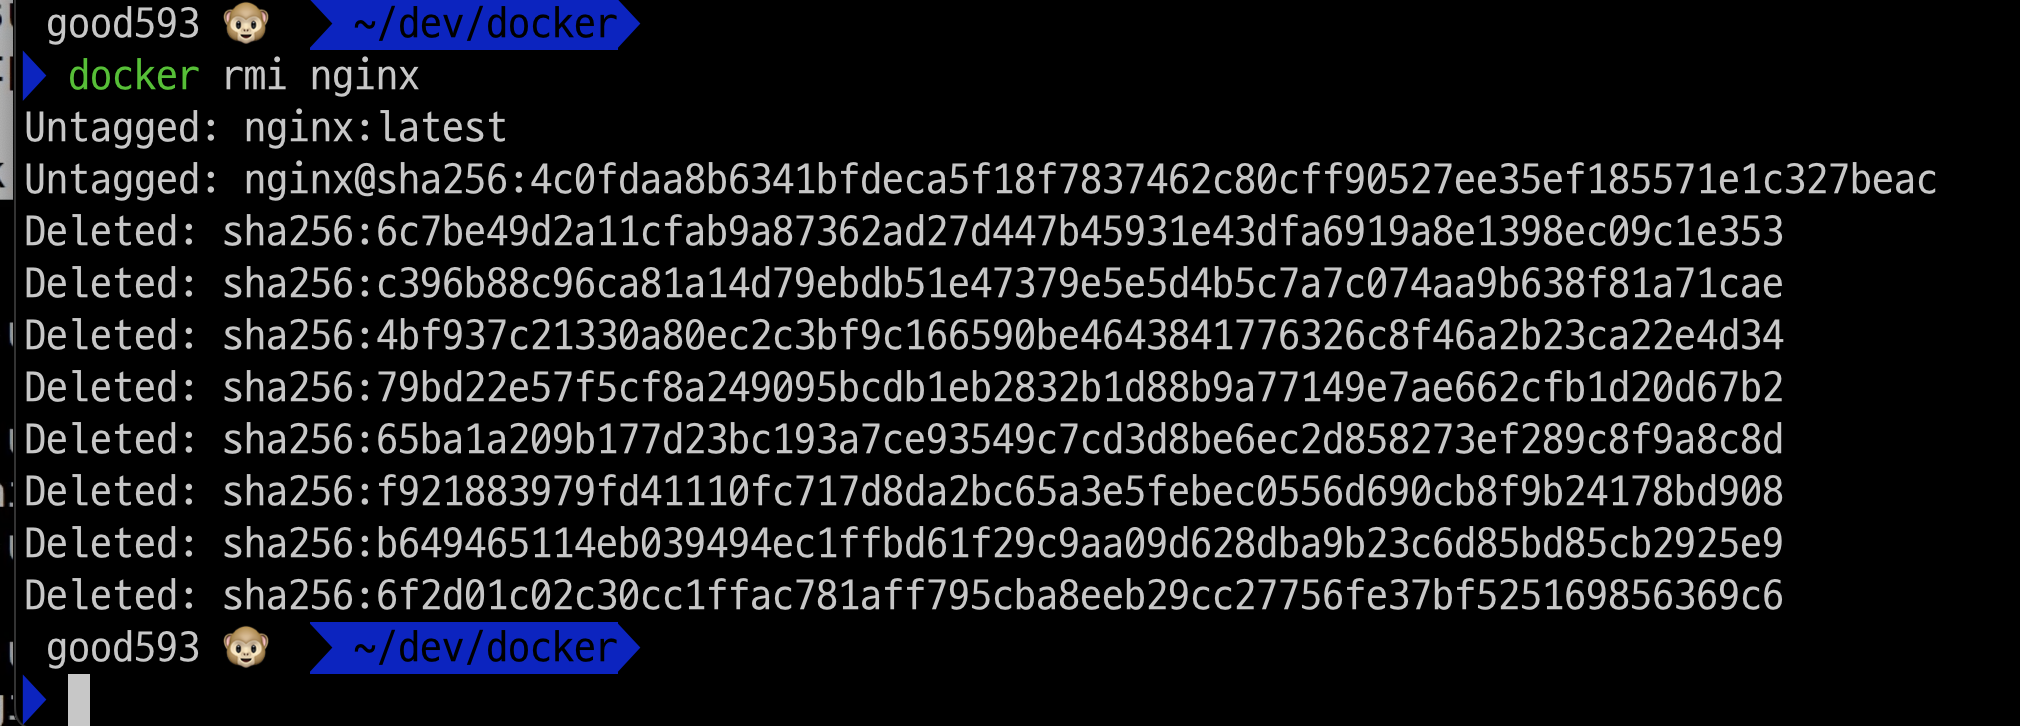 good593 🐵 ~/dev/docker
docker rmi nginx
Untagged: nginx:latest
Untagged: nginx@sha256:4c0fdaa8b6341bfdeca5f18f7837462c80cff90527ee35ef185571e1c327beac
Deleted: sha256:6c7be49d2a11cfab9a87362ad27d447b45931e43dfa6919a8e1398ec09c1e353
Deleted: sha256:c396b88c96ca81a14d79ebdb51e47379e5e5d4b5c7a7c074aa9b638f81a71cae
Deleted: sha256:4bf937c21330a80ec2c3bf9c166590be4643841776326c8f46a2b23ca22e4d34
Deleted: sha256:79bd22e57f5cf8a249095bcdb1eb2832b1d88b9a77149e7ae662cfb1d20d67b2
Deleted: sha256:65ba1a209b177d23bc193a7ce93549c7cd3d8be6ec2d858273ef289c8f9a8c8d
Deleted: sha256:f921883979fd41110fc717d8da2bc65a3e5febec0556d690cb8f9b24178bd908
Deleted: sha256:b649465114eb039494ec1ffbd61f29c9aa09d628dba9b23c6d85bd85cb2925e9
Deleted: sha256:6f2d01c02c30cc1ffac781aff795cba8eeb29cc27756fe37bf525169856369c6
good593 🐵 ~/dev/docker